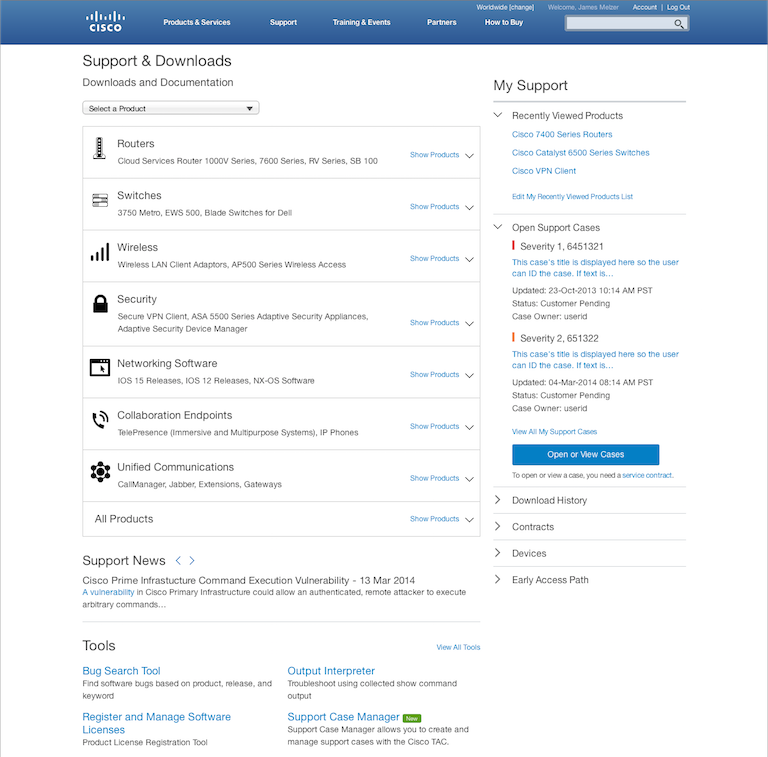 Worldwide [change] Welcome, James Meizer Account | Log Out
CISCO
Products & Services Support Training & Events Partners How to Buy
Support & Downloads
Downloads and Documentation
Select a Product
Routers
Cloud Services Router 1000V Series, 7600 Series, RV Series, SB 100
Show Products
Switches
3750 Metro, EWS 500, Blade Switches for Dell
Show Products
Wireless
Wireless LAN Client Adaptors, AP500 Series Wireless Access
Show Products
Security
Secure VPN Client, ASA 5500 Series Adaptive Security Appliances,
Adaptive Security Device Manager
Show Products
Networking Software
IOS 15 Releases, IOS 12 Releases, NX-OS Software
Show Products
Collaboration Endpoints
TelePresence (Immersive and Multipurpose Systems), IP Phones
Show Products
Unified Communications
CallManager, Jabber, Extensions, Gateways
Show Products
All Products
Show Products
Support News
Cisco Prime Infrastucture Command Execution Vulnerability - 13 Mar 2014
A vulnerability in Cisco Primary Infrastructure could allow an authenticated, remote attacker to execute
arbitrary commands...
Tools
View All Tools
Bug Search Tool
Find software bugs based on product, release, and
keyword
Output Interpreter
Troubleshoot using collected show command
output
Register and Manage Software
Licenses
Product License Registration Tool
Support Case Manager New
Support Case Manager allows you to create and
manage support cases with the Cisco TAC.
My Support
Recently Viewed Products
Cisco 7400 Series Routers
Cisco Catalyst 6500 Series Switches
Cisco VPN Client
Edit My Recently Viewed Products List
Open Support Cases
Severity 1, 6451321
This case's title is displayed here so the user
can ID the case. If text is...
Updated: 23-Oct-2013 10:14 AM PST
Status: Customer Pending
Case Owner: userid
Severity 2, 651322
This case's title is displayed here so the user
can ID the case. If text is...
Updated: 04-Mar-2014 08:14 AM PST
Status: Customer Pending
Case Owner: userid
View All My Support Cases
Open or View Cases
To open or view a case, you need a service contract.
Download History
Contracts
Devices
Early Access Path